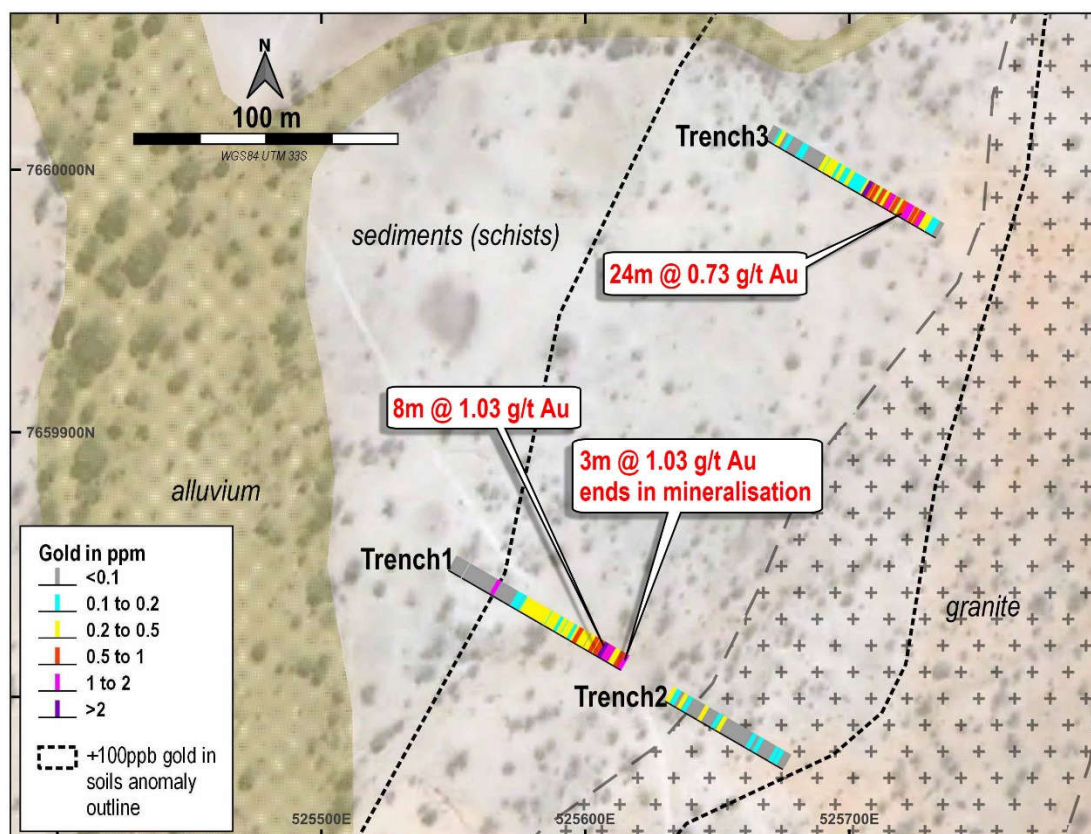 N
100 m
WGS84 UTM 33S
Trench3
7660000N
sediments (schists)
24m @ 0.73 g/t Au
8m @ 1.03 g/t Au
7659900N
3m @ 1.03 g/t Au
ends in mineralisation
alluvium
Trench1
granite
Trench2
Gold in ppm
<0.1
0.1 to 0.2
0.2 to 0.5
0.5 to 1
1 to 2
>2
+100ppb gold in
soils anomaly
outline
525500E
525600E
525700E